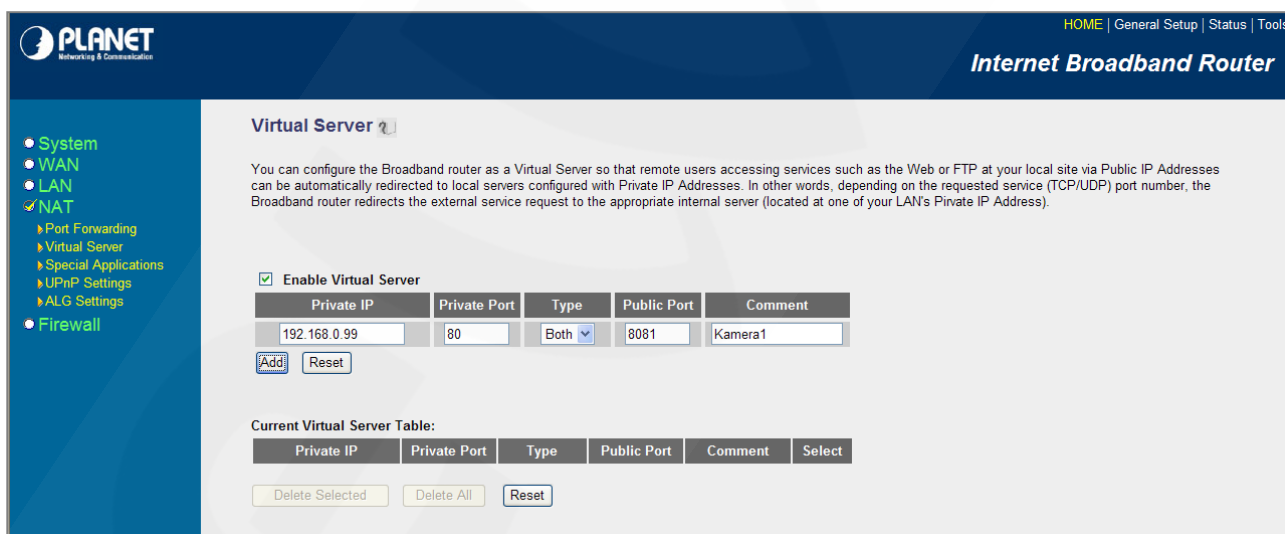 PLANET
Networking & Communication
HOME | General Setup | Status | Tools
Internet Broadband Router
System
WAN
LAN
NAT
Port Forwarding
Virtual Server
Special Applications
UPnP Settings
ALG Settings
Firewall
Virtual Server
You can configure the Broadband router as a Virtual Server so that remote users accessing services such as the Web or FTP at your local site via Public IP Addresses
can be automatically redirected to local servers configured with Private IP Addresses. In other words, depending on the requested service (TCP/UDP) port number, the
Broadband router redirects the external service request to the appropriate internal server (located at one of your LAN's Pivate IP Address).
Enable Virtual Server
Private IP Private Port Type Public Port Comment
192.168.0.99 80 Both 8081 Kamera1
Add Reset
Current Virtual Server Table:
Private IP Private Port Type Public Port Comment Select
Delete Selected Delete All Reset